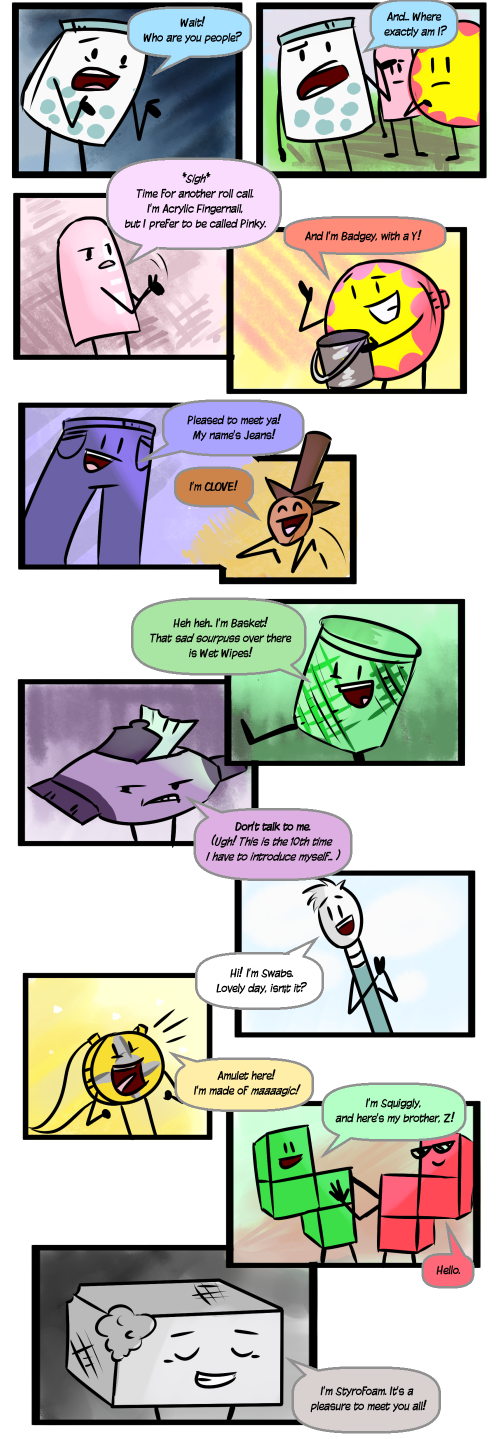 Wait!
Who are you people?
And... Where
exactly am I?
*Sigh*
Time for another roll call.
I'm Acrylic Fingernail,
but I prefer to be called Pinky.
And I'm Badgey, with a Y!
Pleased to meet ya!
My name's Jeans!
I'm CLOVE!
Heh heh. I'm Basket!
That sad sourpuss over there
is Wet Wipes!
Don't talk to me.
(Ugh! This is the 10th time
I have to introduce myself... )
Hi! I'm Swabs.
Lovely day, isn;t it?
Amulet here!
I'm made of maaaagic!
I'm Squiggly,
and here's my brother, Z!
Hello.
I'm Styrofoam. It's a
pleasure to meet you all!